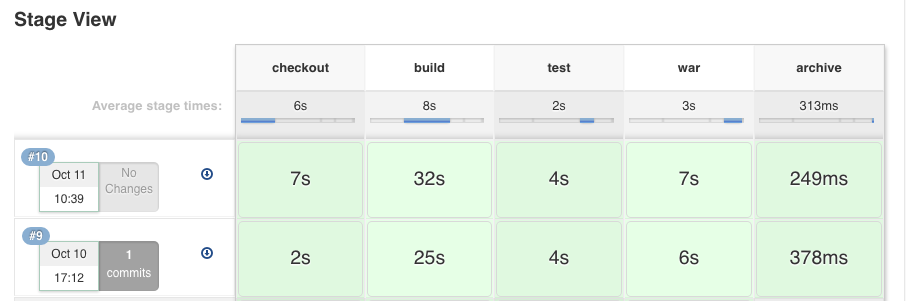 Stage View
checkout build test war archive
Average stage times: 6s 8s 2s 3s 313ms
#10
Oct 11
10:39
No
Changes
7s 32s 4s 7s 249ms
#9
Oct 10
17:12
1
commits
2s 25s 4s 6s 378ms